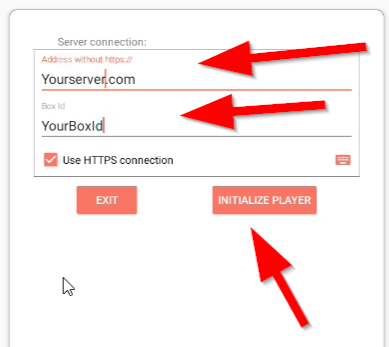 Server connection:
Address without https://
Yourserver.com
Box Id
YourBoxId
Use HTTPS connection
EXIT
INITIALIZE PLAYER